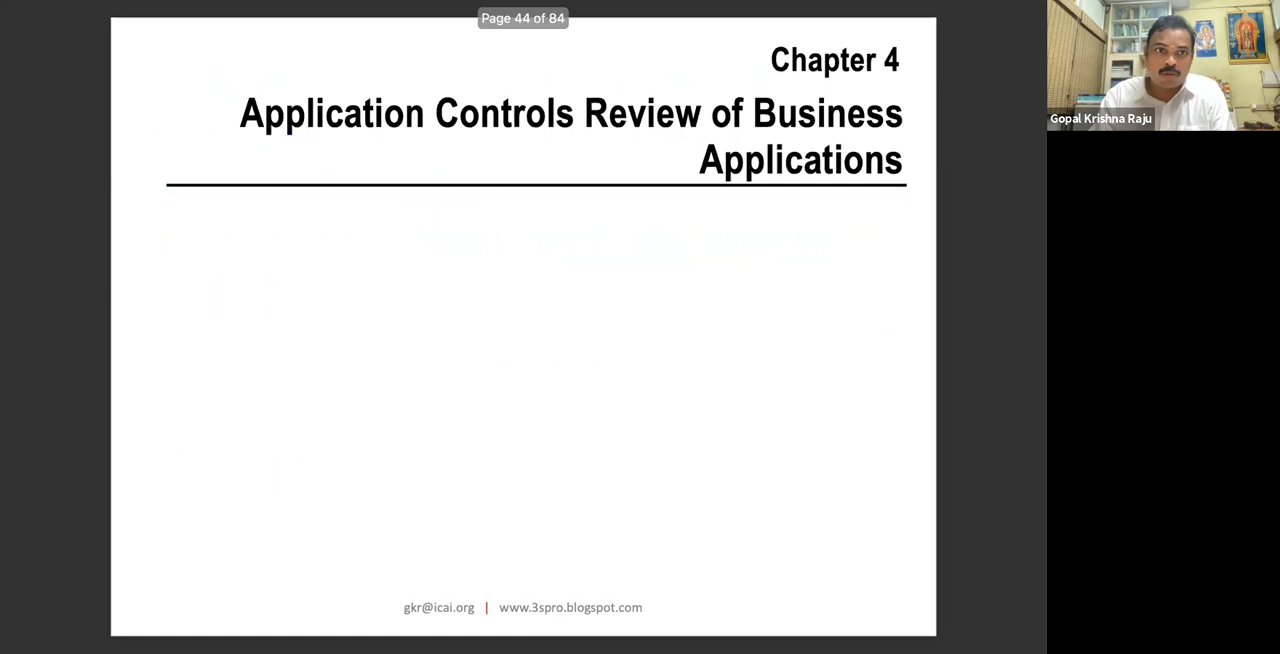 Page 44 of 84
Chapter 4
Application Controls Review of Business
Applications
gkr@icai.org | www.3spro.blogspot.com
Gopal Krishna Raju